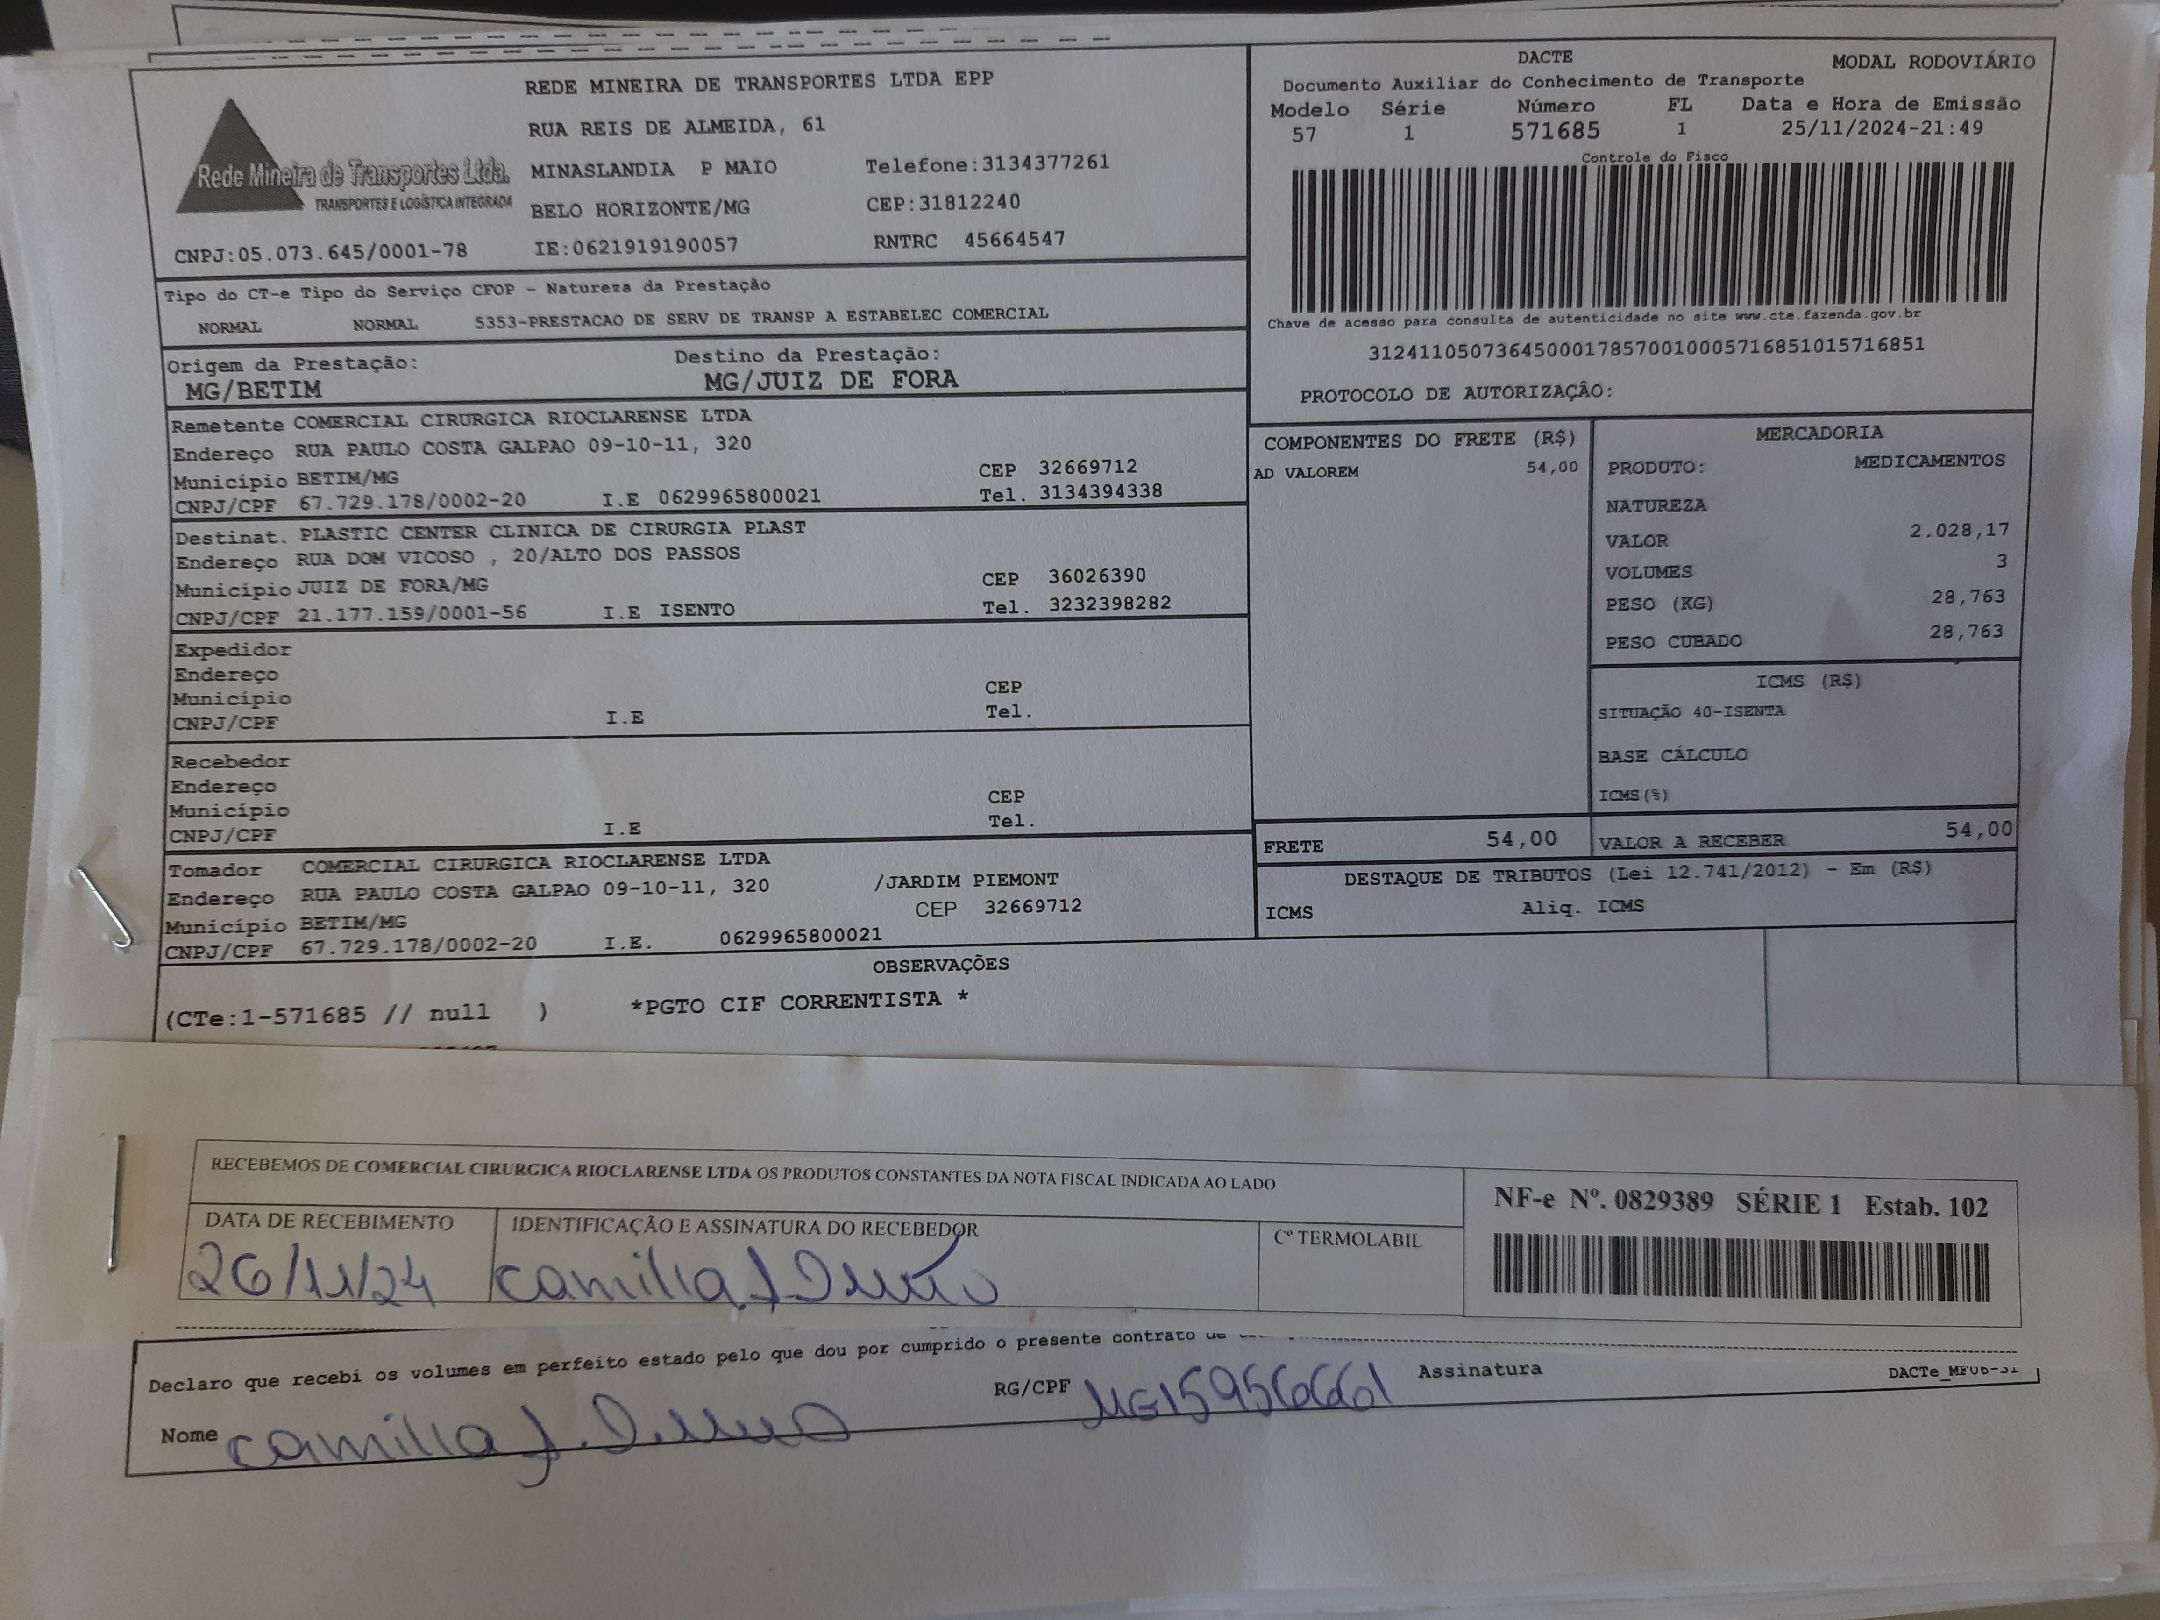 REDE MINEIRA DE TRANSPORTES LTDA EPP
RUA REIS DE ALMEIDA, 61
MINASLANDIA P MAIO Telefone:3134377261
BELO HORIZONTE/MG CEP:31812240
Rede Mineira de Transportes Ltda.
TRANSPORTES E LOGÍSTICA INTEGRADA
CNPJ:05.073.645/0001-78 IE:0621919190057 RNTRC 45664547
DACTE MODAL RODOVIÁRIO
Documento Auxiliar do Conhecimento de Transporte
Modelo Série Número FL Data e Hora de Emissão
57 1 571685 1 25/11/2024-21:49
Controle do Fisco
Chave de acesso para consulta de autenticidade no site www.cte.fazenda.gov.br
31241105073645000178570010005716851015716851
PROTOCOLO DE AUTORIZAÇÂO:
Tipo do CT-e Tipo do Serviço CFOP - Natureza da Prestação
NORMAL NORMAL 5353-PRESTACAO DE SERV DE TRANSP A ESTABELEC COMERCIAL
Origem da Prestação: Destino da Prestação:
MG/BETIM MG/JUIZ DE FORA
Remetente COMERCIAL CIRURGICA RIOCLARENSE LTDA
Endereço RUA PAULO COSTA GALPAO 09-10-11, 320
Município BETIM/MG CEP 32669712
CNPJ/CPF 67.729.178/0002-20 I.E 0629965800021 Tel. 3134394338
Destinat. PLASTIC CENTER CLINICA DE CIRURGIA PLAST
Endereço RUA DOM VICOSO , 20/ALTO DOS PASSOS
Município JUIZ DE FORA/MG CEP 36026390
CNPJ/CPF 21.177.159/0001-56 I.E ISENTO Tel. 3232398282
Expedidor
Endereço
Município CEP
CNPJ/CPF I.E Tel.
Recebedor
Endereço
Município CEP
CNPJ/CPF I.E Tel.
Tomador COMERCIAL CIRURGICA RIOCLARENSE LTDA
Endereço RUA PAULO COSTA GALPAO 09-10-11, 320 /JARDIM PIEMONT
Município BETIM/MG CEP 32669712
CNPJ/CPF 67.729.178/0002-20 I.E. 0629965800021
COMPONENTES DO FRETE (R$)
AD VALOREM 54,00
MERCADORIA
PRODUTO: MEDICAMENTOS
NATUREZA
VALOR 2.028,17
VOLUMES 3
PESO (KG) 28,763
PESO CUBADO 28,763
ICMS (R$)
SITUAÇÃO 40-ISENTA
BASE CÁLCULO
ICMS(%)
FRETE 54,00 VALOR A RECEBER 54,00
DESTAQUE DE TRIBUTOS (Lei 12.741/2012) - Em (R$)
ICMS Aliq. ICMS
OBSERVAÇÕES
(CTe:1-571685 // null ) *PGTO CIF CORRENTISTA *
RECEBEMOS DE COMERCIAL CIRURGICA RIOCLARENSE LTDA OS PRODUTOS CONSTANTES DA NOTA FISCAL INDICADA AO LADO
NF-e Nº. 0829389 SÉRIE 1 Estab. 102
DATA DE RECEBIMENTO IDENTIFICAÇÃO E ASSINATURA DO RECEBEDOR Cº TERMOLABIL
26/11/24 Camilla
Declaro que recebi os volumes em perfeito estado pelo que dou por cumprido o presente contrato de
RG/CPF MG15956661 Assinatura DACTe_
Nome Camilla